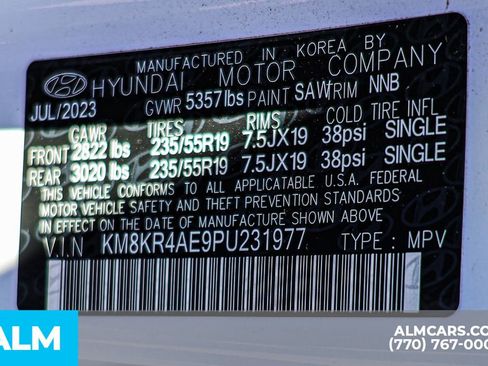 MANUFACTURED IN KOREA BY
HYUNDAI MOTOR COMPANY
JUL/2023 GVWR 5357lbs PAINT SAW TRIM NNB
GAWR TIRES RIMS COLD TIRE INFL
FRONT 2822 lbs 235/55R19 7.5JX19 38psi SINGLE
REAR 3020 lbs 235/55R19 7.5JX19 38psi SINGLE
THIS VEHICLE CONFORMS TO ALL APPLICABLE U.S.A. FEDERAL
MOTOR VEHICLE SAFETY AND THEFT PREVENTION STANDARDS
IN EFFECT ON THE DATE OF MANUFACTURE SHOWN ABOVE.
V.I.N KM8KR4AE9PU231977 TYPE : MPV
ALM
ALMCARS.CO
(770) 767-000